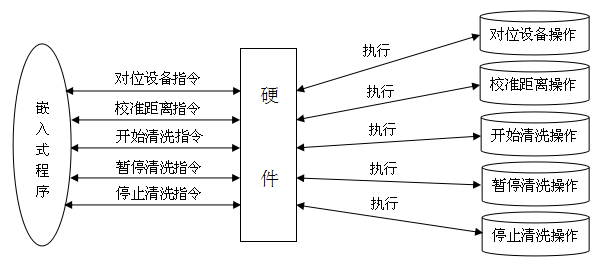 嵌入式程序
对位设备指令
校准距离指令
开始清洗指令
暂停清洗指令
停止清洗指令
硬件
执行
执行
执行
执行
执行
对位设备操作
校准距离操作
开始清洗操作
暂停清洗操作
停止清洗操作